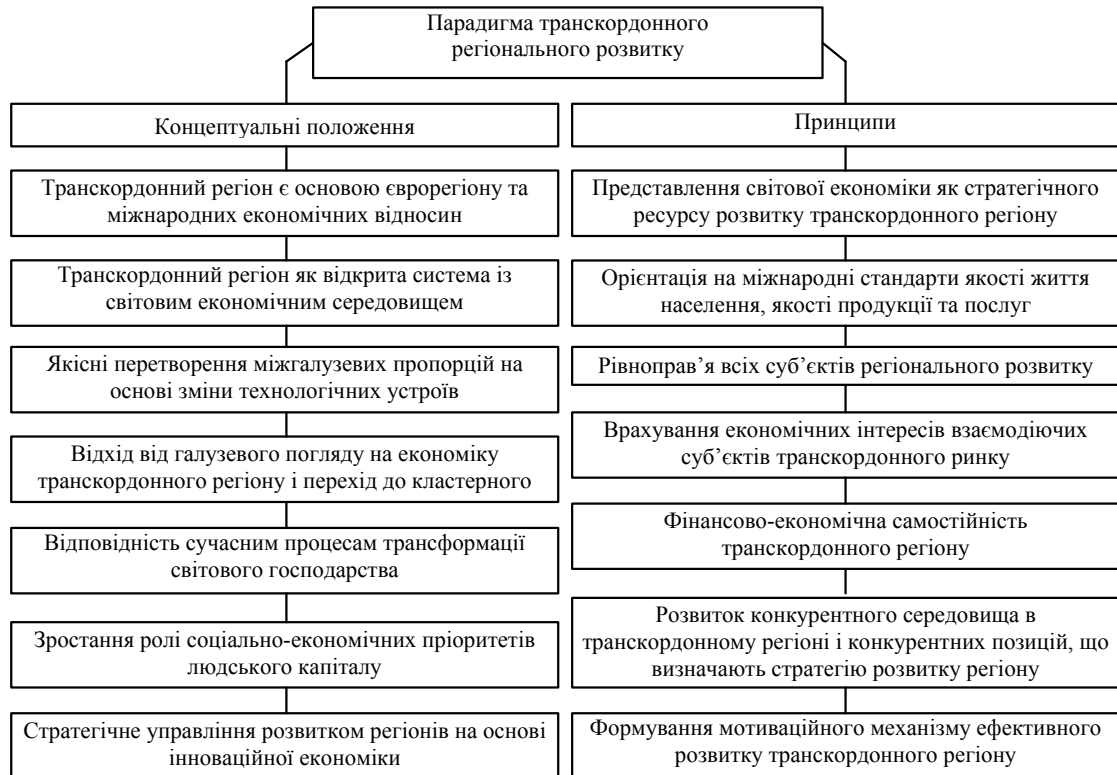 Парадигма транскордонного
регіонального розвитку
Концептуальні положення
Транскордонний регіон є основою єврорегіону та
міжнародних економічних відносин
Транскордонний регіон як відкрита система із
світовим економічним середовищем
Якісні перетворення міжгалузевих пропорцій на
основі зміни технологічних устроїв
Відхід від галузевого погляду на економіку
транскордонного регіону і перехід до кластерного
Відповідність сучасним процесам трансформації
світового господарства
Зростання ролі соціально-економічних пріоритетів
людського капіталу
Стратегічне управління розвитком регіонів на основі
інноваційної економіки
Принципи
Представлення світової економіки як стратегічного
ресурсу розвитку транскордонного регіону
Орієнтація на міжнародні стандарти якості життя
населення, якості продукції та послуг
Рівноправ’я всіх суб’єктів регіонального розвитку
Врахування економічних інтересів взаємодіючих
суб’єктів транскордонного ринку
Фінансово-економічна самостійність
транскордонного регіону
Розвиток конкурентного середовища в
транскордонному регіоні і конкурентних позицій, що
визначають стратегію розвитку регіону
Формування мотиваційного механізму ефективного
розвитку транскордонного регіону